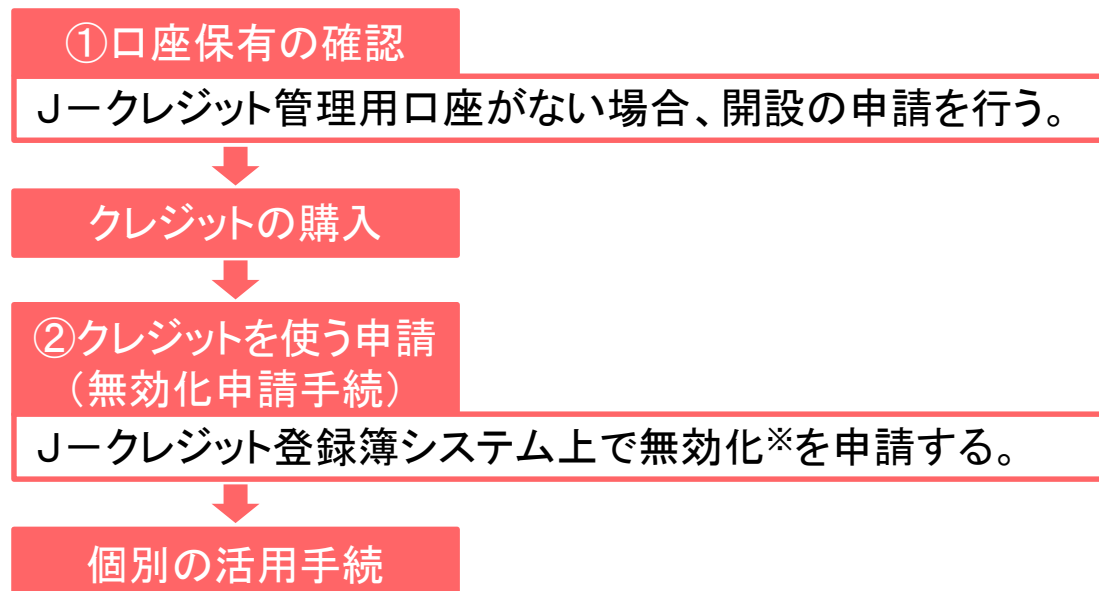 ①口座保有の確認
Ｊ－クレジット管理用口座がない場合、開設の申請を行う。
クレジットの購入
②クレジットを使う申請
（無効化申請手続）
Ｊ－クレジット登録簿システム上で無効化※を申請する。
個別の活用手続